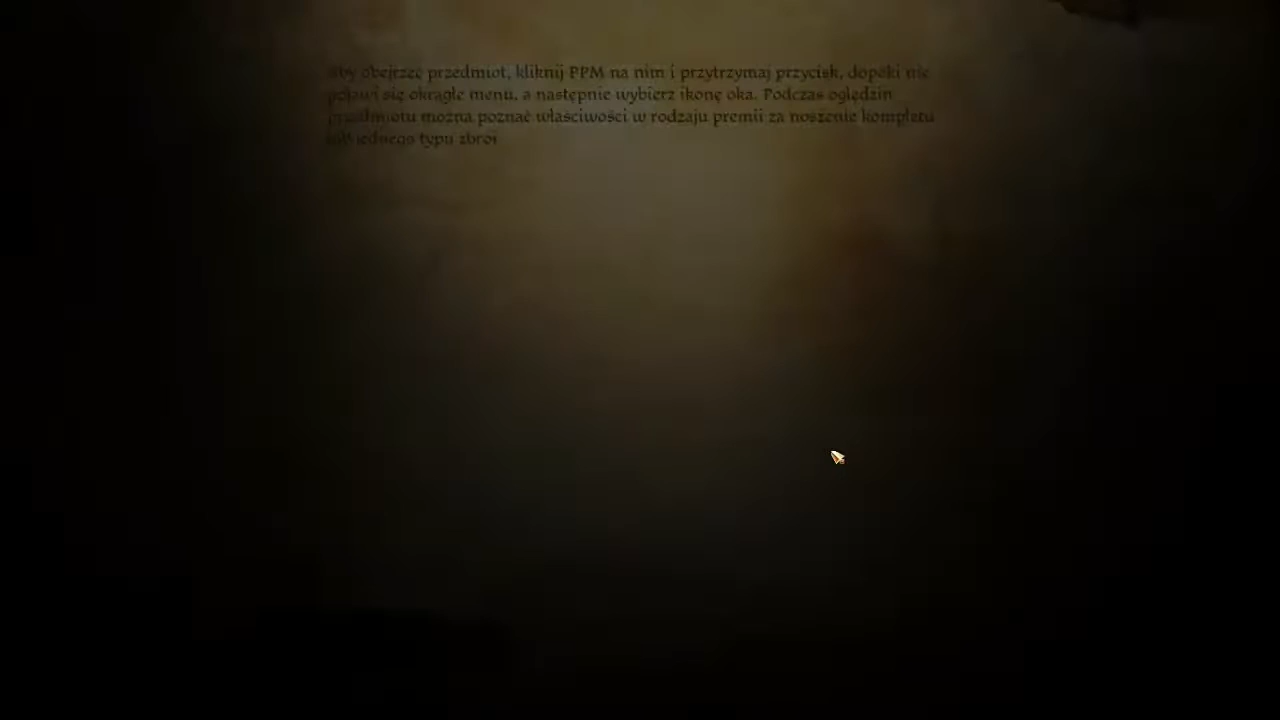 Aby obejrzeć przedmiot, kliknij PPM na nim i przytrzymaj przycisk, dopóki nie
pojawi się okrągłe menu, a następnie wybierz ikonę oka. Podczas oględzin
przedmiotu można poznać właściwości w rodzaju premii za noszenie kompletu
jednego typu zbroi